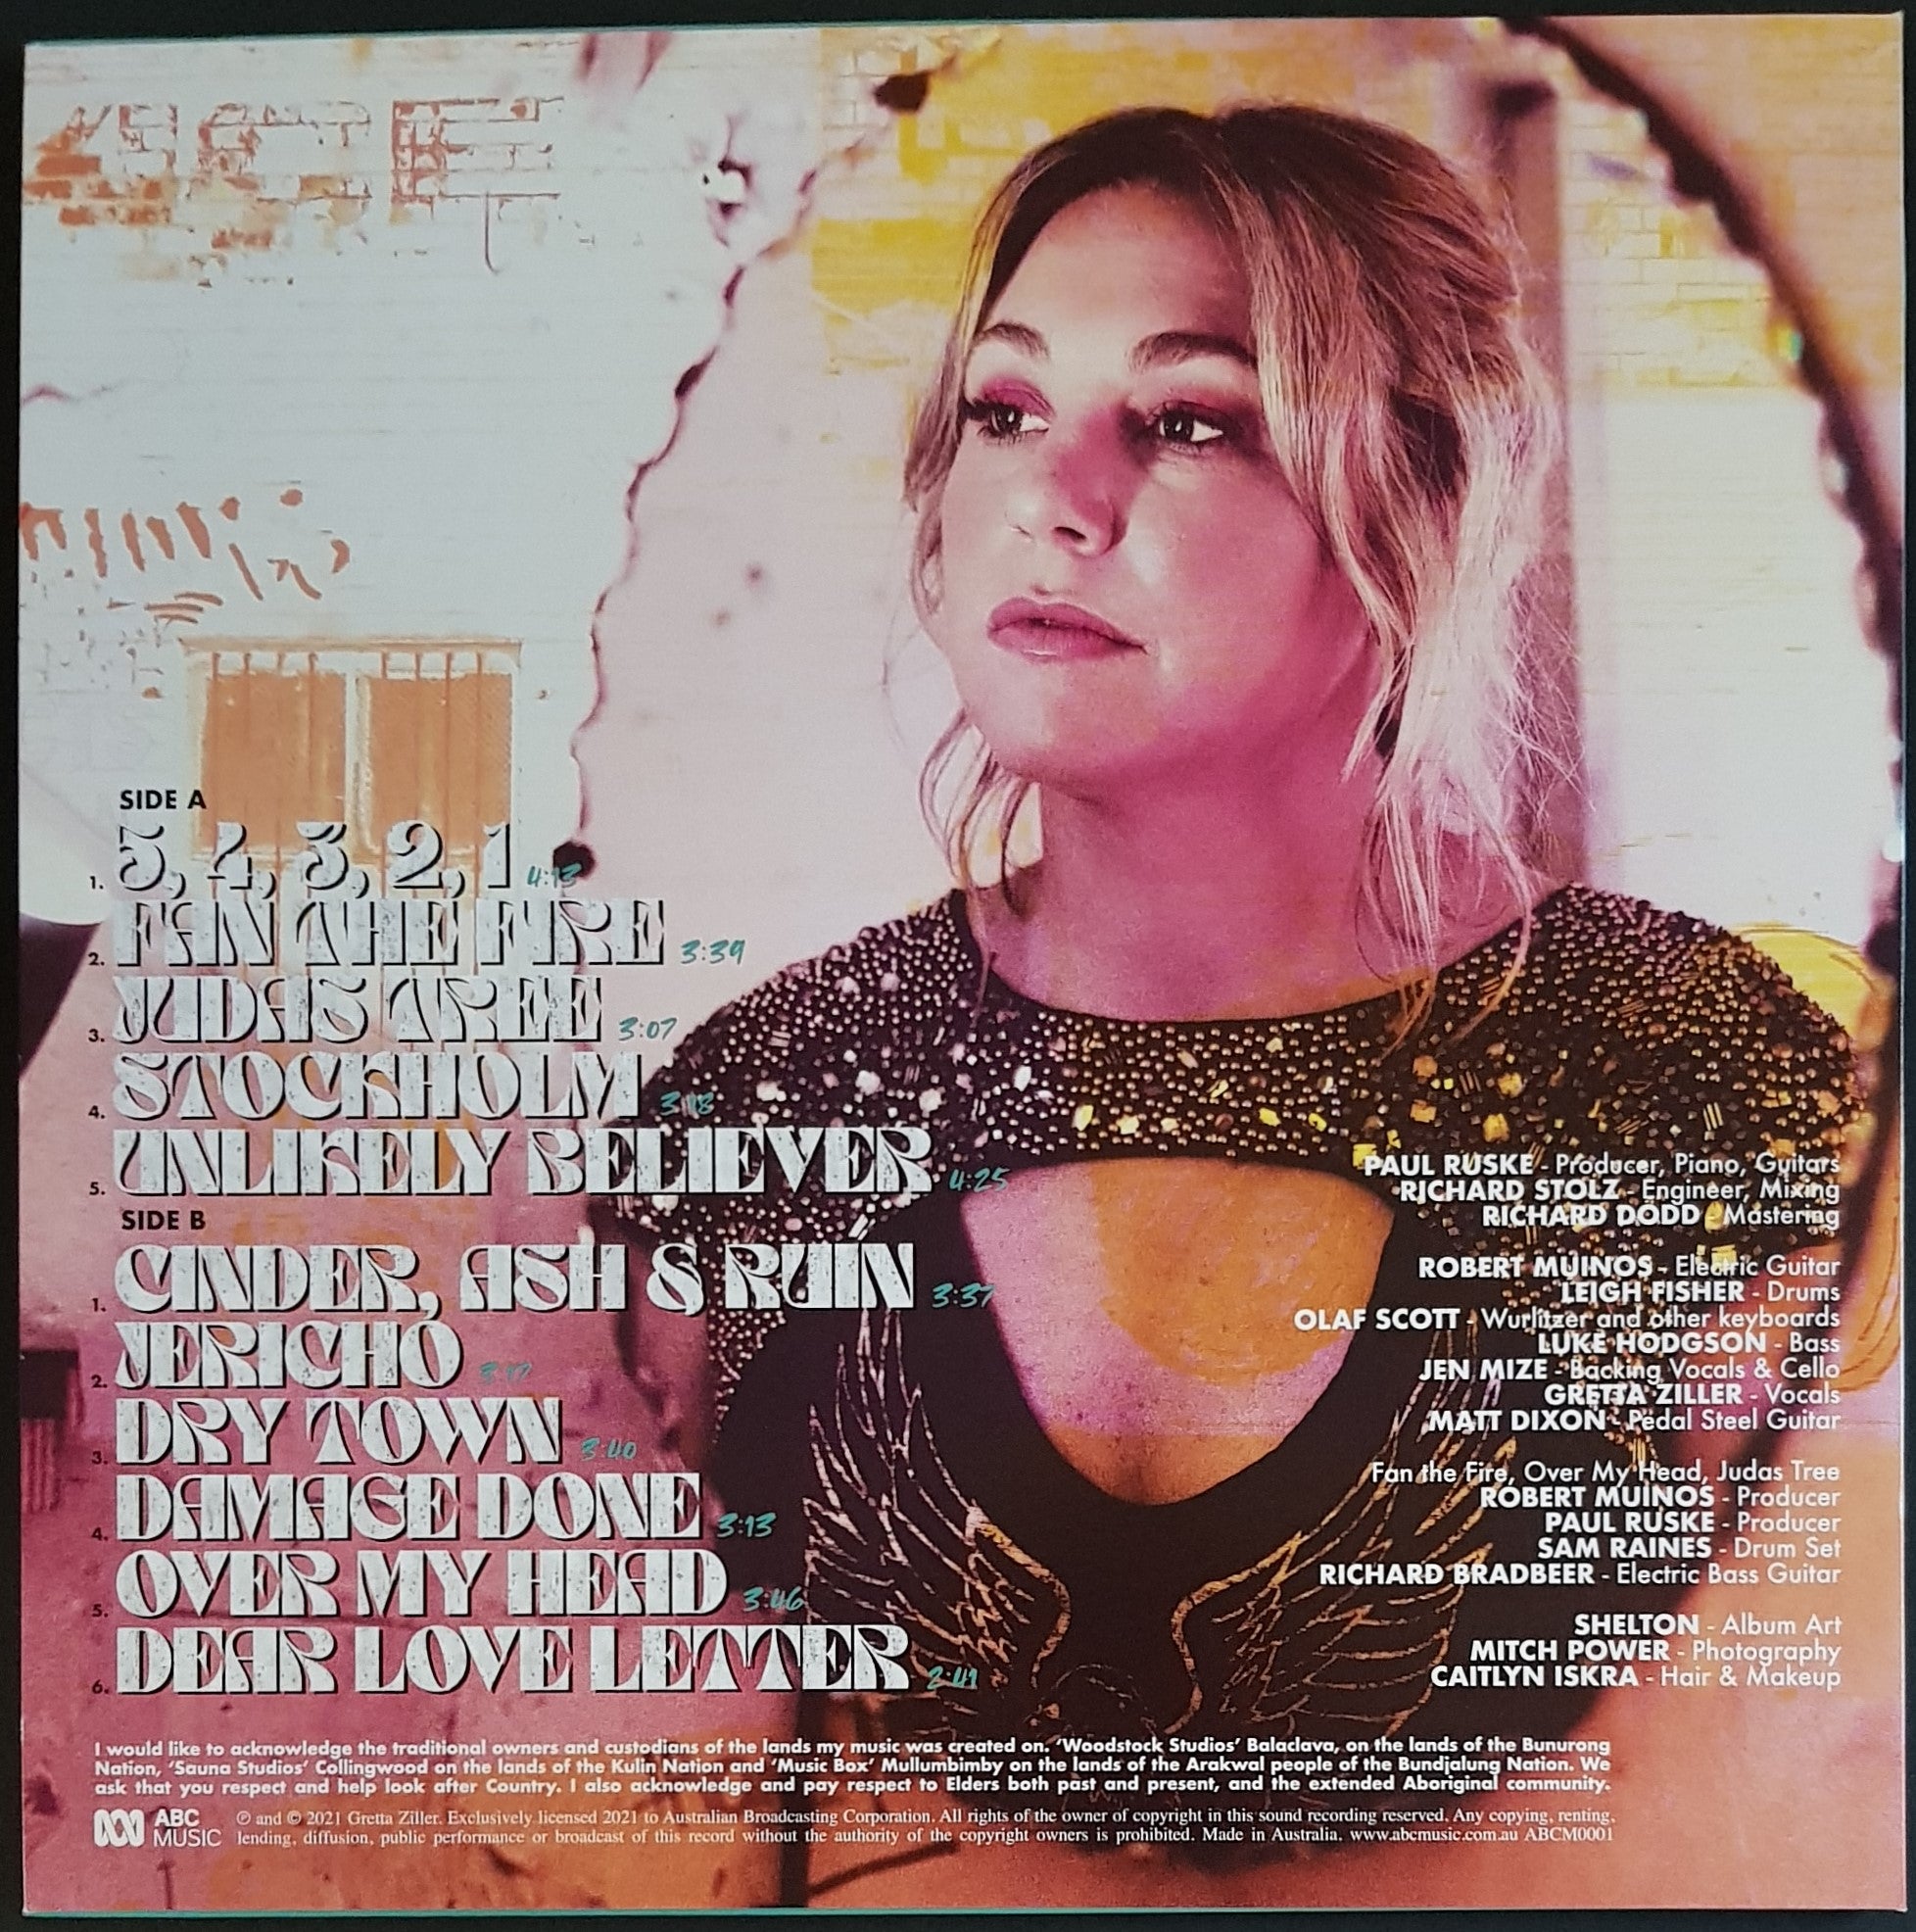 SIDE A
1. 5, 4, 3, 2, 1 4:13
2. FAN THE FIRE 3:39
3. JUDAS TREE 3:07
4. STOCKHOLM 3:18
5. UNLIKELY BELIEVER 4:25
SIDE B
1. CINDER, ASH & RUIN 3:37
2. JERICHO 3:17
3. DRY TOWN 3:40
4. DAMAGE DONE 3:13
5. OVER MY HEAD 3:46
6. DEAR LOVE LETTER 2:41
PAUL RUSKE - Producer, Piano, Guitars
RICHARD STOLZ - Engineer, Mixing
RICHARD DODD - Mastering
ROBERT MUINOS - Electric Guitar
LEIGH FISHER - Drums
OLAF SCOTT - Wurlitzer and other keyboards
LUKE HODGSON - Bass
JEN MIZE - Backing Vocals & Cello
GRETTA ZILLER - Vocals
MATT DIXON - Pedal Steel Guitar
Fan the Fire, Over My Head, Judas Tree
ROBERT MUINOS - Producer
PAUL RUSKE - Producer
SAM RAINES - Drum Set
RICHARD BRADBEER - Electric Bass Guitar
SHELTON - Album Art
MITCH POWER - Photography
CAITLYN ISKRA - Hair & Makeup
I would like to acknowledge the traditional owners and custodians of the lands my music was created on. ‘Woodstock Studios’ Balaclava, on the lands of the Bunurong
Nation, ‘Sauna Studios’ Collingwood on the lands of the Kulin Nation and ‘Music Box’ Mullumbimby on the lands of the Arakwal people of the Bundjalung Nation. We
ask that you respect and help look after Country. I also acknowledge and pay respect to Elders both past and present, and the extended Aboriginal community.
ABC
MUSIC
℗ and © 2021 Gretta Ziller. Exclusively licensed 2021 to Australian Broadcasting Corporation. All rights of the owner of copyright in this sound recording reserved. Any copying, renting,
lending, diffusion, public performance or broadcast of this record without the authority of the copyright owners is prohibited. Made in Australia. www.abcmusic.com.au ABCM0001